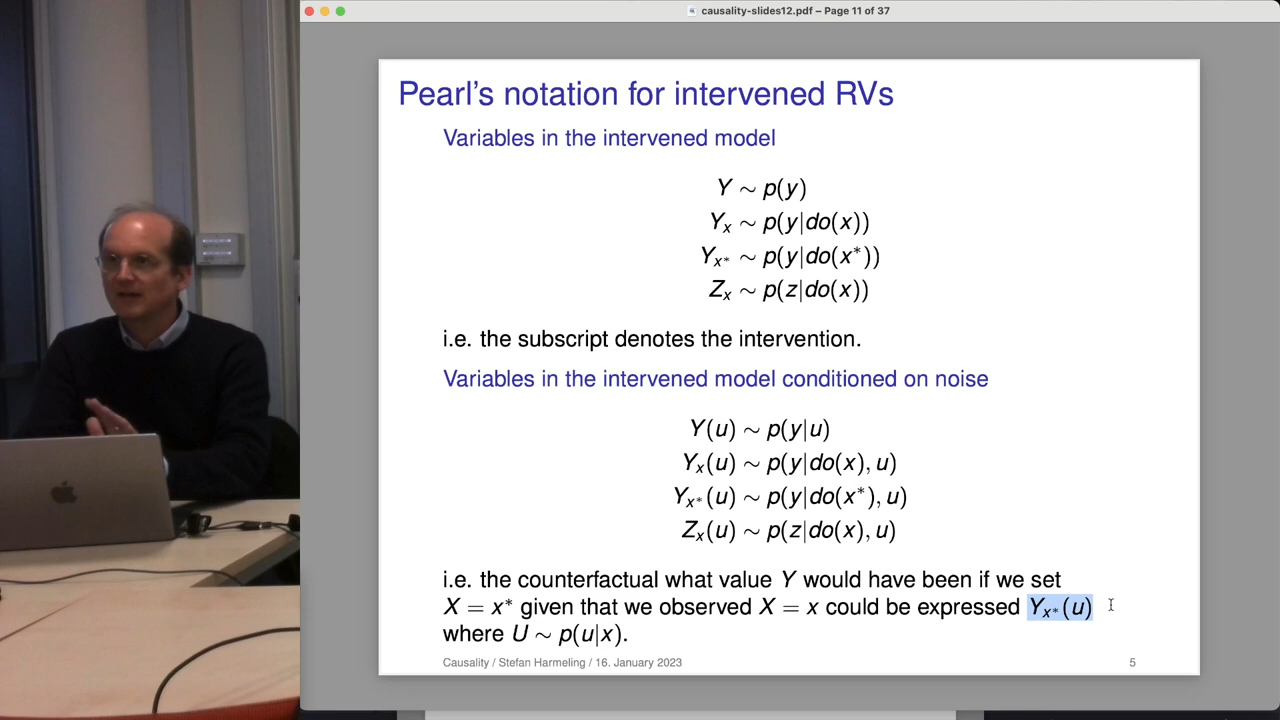 causality-slides12.pdf – Page 11 of 37
Pearl's notation for intervened RVs
Variables in the intervened model
Y ∼ p(y)
Yₓ ∼ p(y|do(x))
Yₓ* ∼ p(y|do(x*))
Zₓ ∼ p(z|do(x))
i.e. the subscript denotes the intervention.
Variables in the intervened model conditioned on noise
Y(u) ∼ p(y|u)
Yₓ(u) ∼ p(y|do(x), u)
Yₓ*(u) ∼ p(y|do(x*), u)
Zₓ(u) ∼ p(z|do(x), u)
i.e. the counterfactual what value Y would have been if we set
X = x* given that we observed X = x could be expressed Yₓ*(u)
where U ∼ p(u|x).
Causality / Stefan Harmeling / 16. January 2023 5